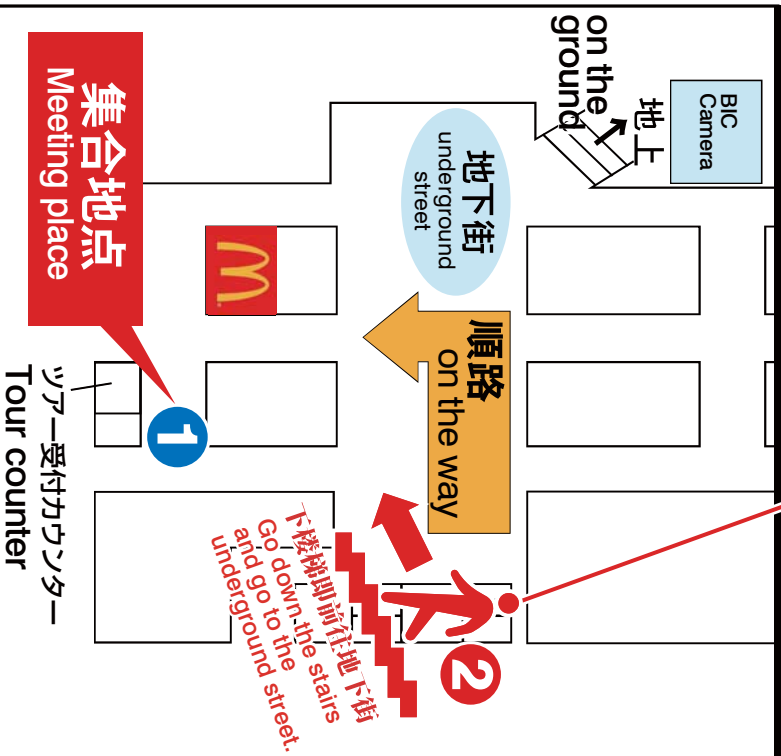 BIC
Camera
on the
ground
地上
地下街
underground
street
順路
on the way
集合地点
Meeting place
1
ツアー受付カウンター
Tour counter
2
下楼梯即前往地下街
Go down the stairs
and go to the
underground street.